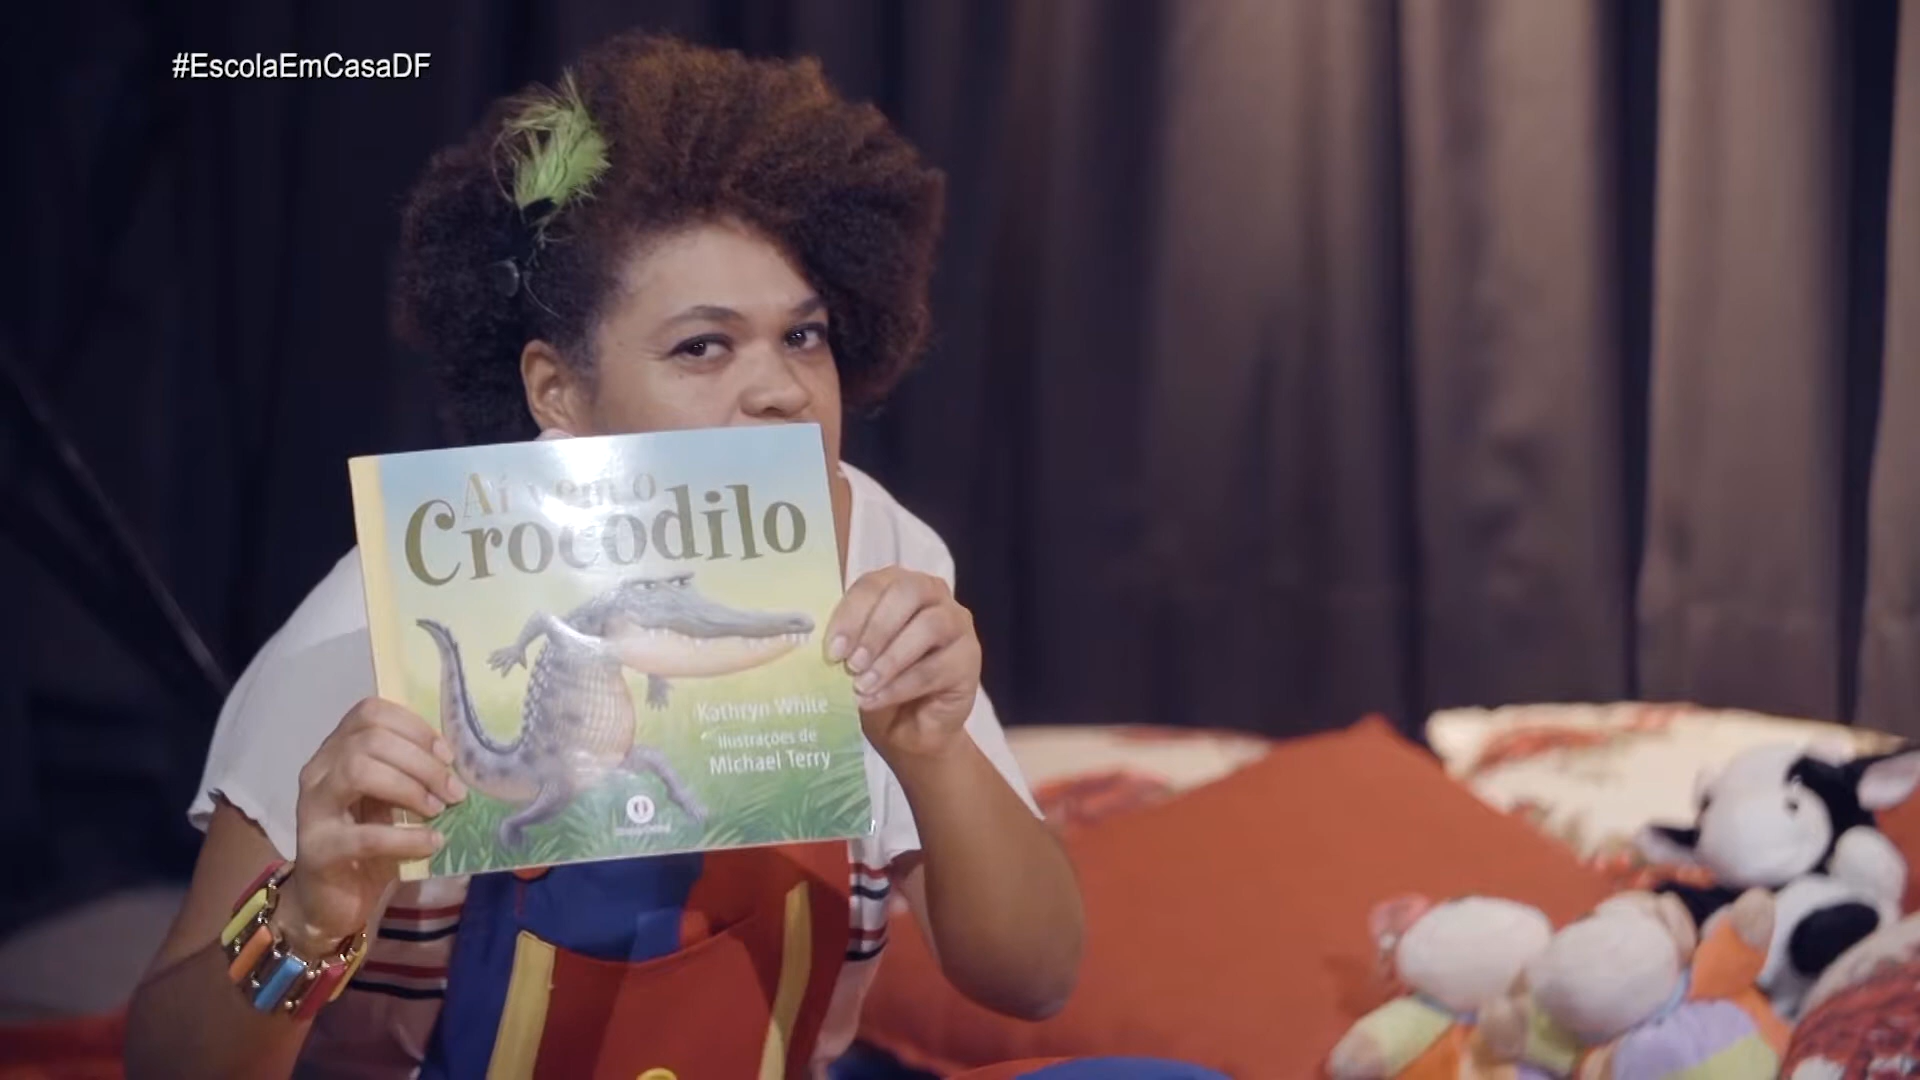 #EscolaEmCasaDF
Aí vem o
Crocodilo
Kathryn White
Ilustrações de
Michael Terry